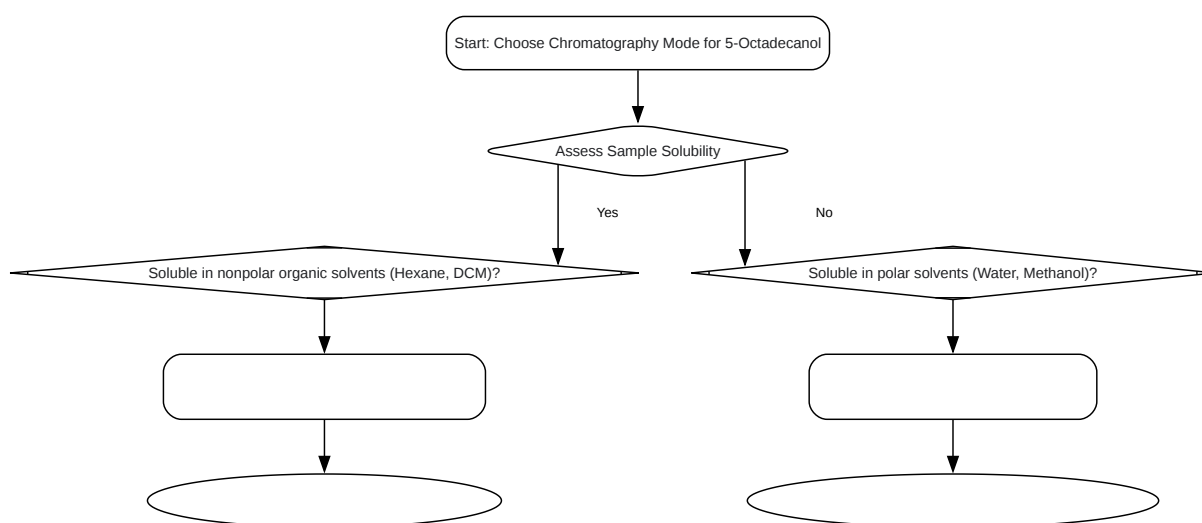 Start: Choose Chromatography Mode for 5-Octadecanol
Assess Sample Solubility
Yes
No
Soluble in nonpolar organic solvents (Hexane, DCM)?
Soluble in polar solvents (Water, Methanol)?